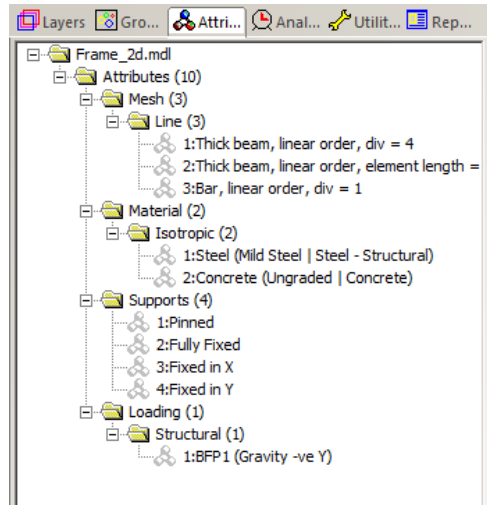 Layers Gro... Attri... Anal... Utilit... Rep...
Frame_2d.mdl
Attributes (10)
Mesh (3)
Line (3)
1:Thick beam, linear order, div = 4
2:Thick beam, linear order, element length =
3:Bar, linear order, div = 1
Material (2)
Isotropic (2)
1:Steel (Mild Steel | Steel - Structural)
2:Concrete (Ungraded | Concrete)
Supports (4)
1:Pinned
2:Fully Fixed
3:Fixed in X
4:Fixed in Y
Loading (1)
Structural (1)
1:BFP1 (Gravity -ve Y)